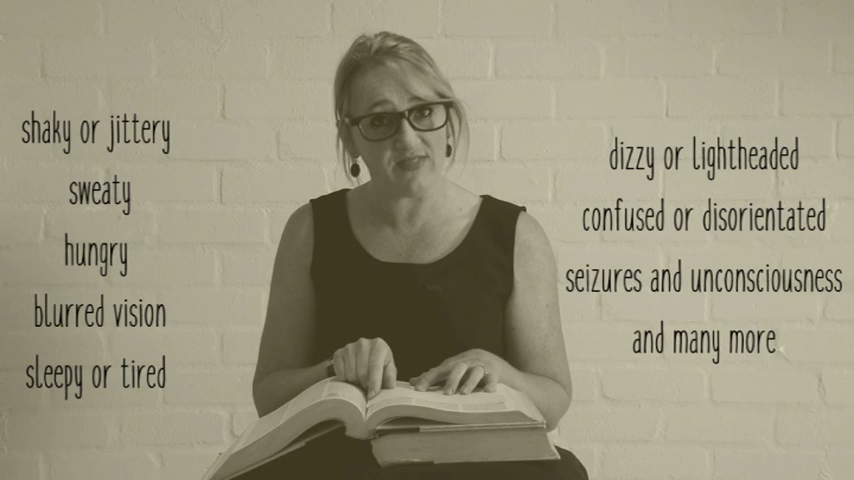 shaky or jittery
sweaty
hungry
blurred vision
sleepy or tired
dizzy or lightheaded
confused or disorientated
seizures and unconsciousness
and many more